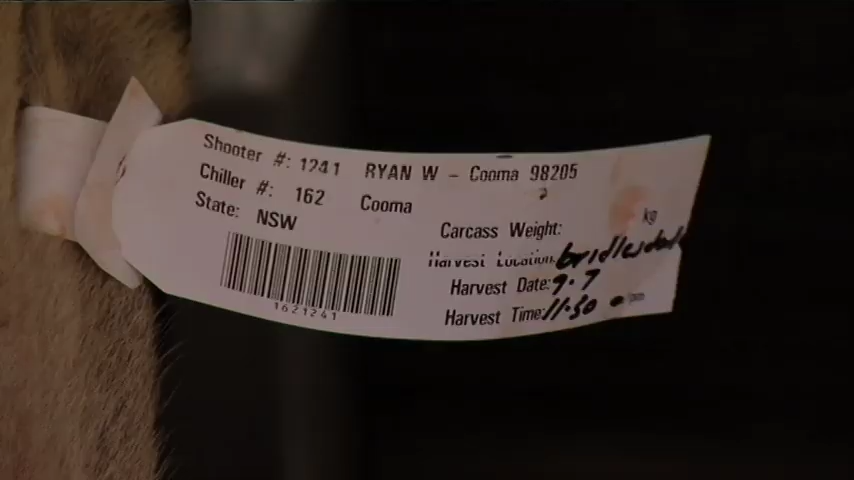 Shooter #: 1241 RYAN W - Cooma 98205
Chiller #: 162 Cooma
State: NSW
Carcass Weight: kg
Harvest Location:
Harvest Date: 9.7
Harvest Time: 11.50
1621241